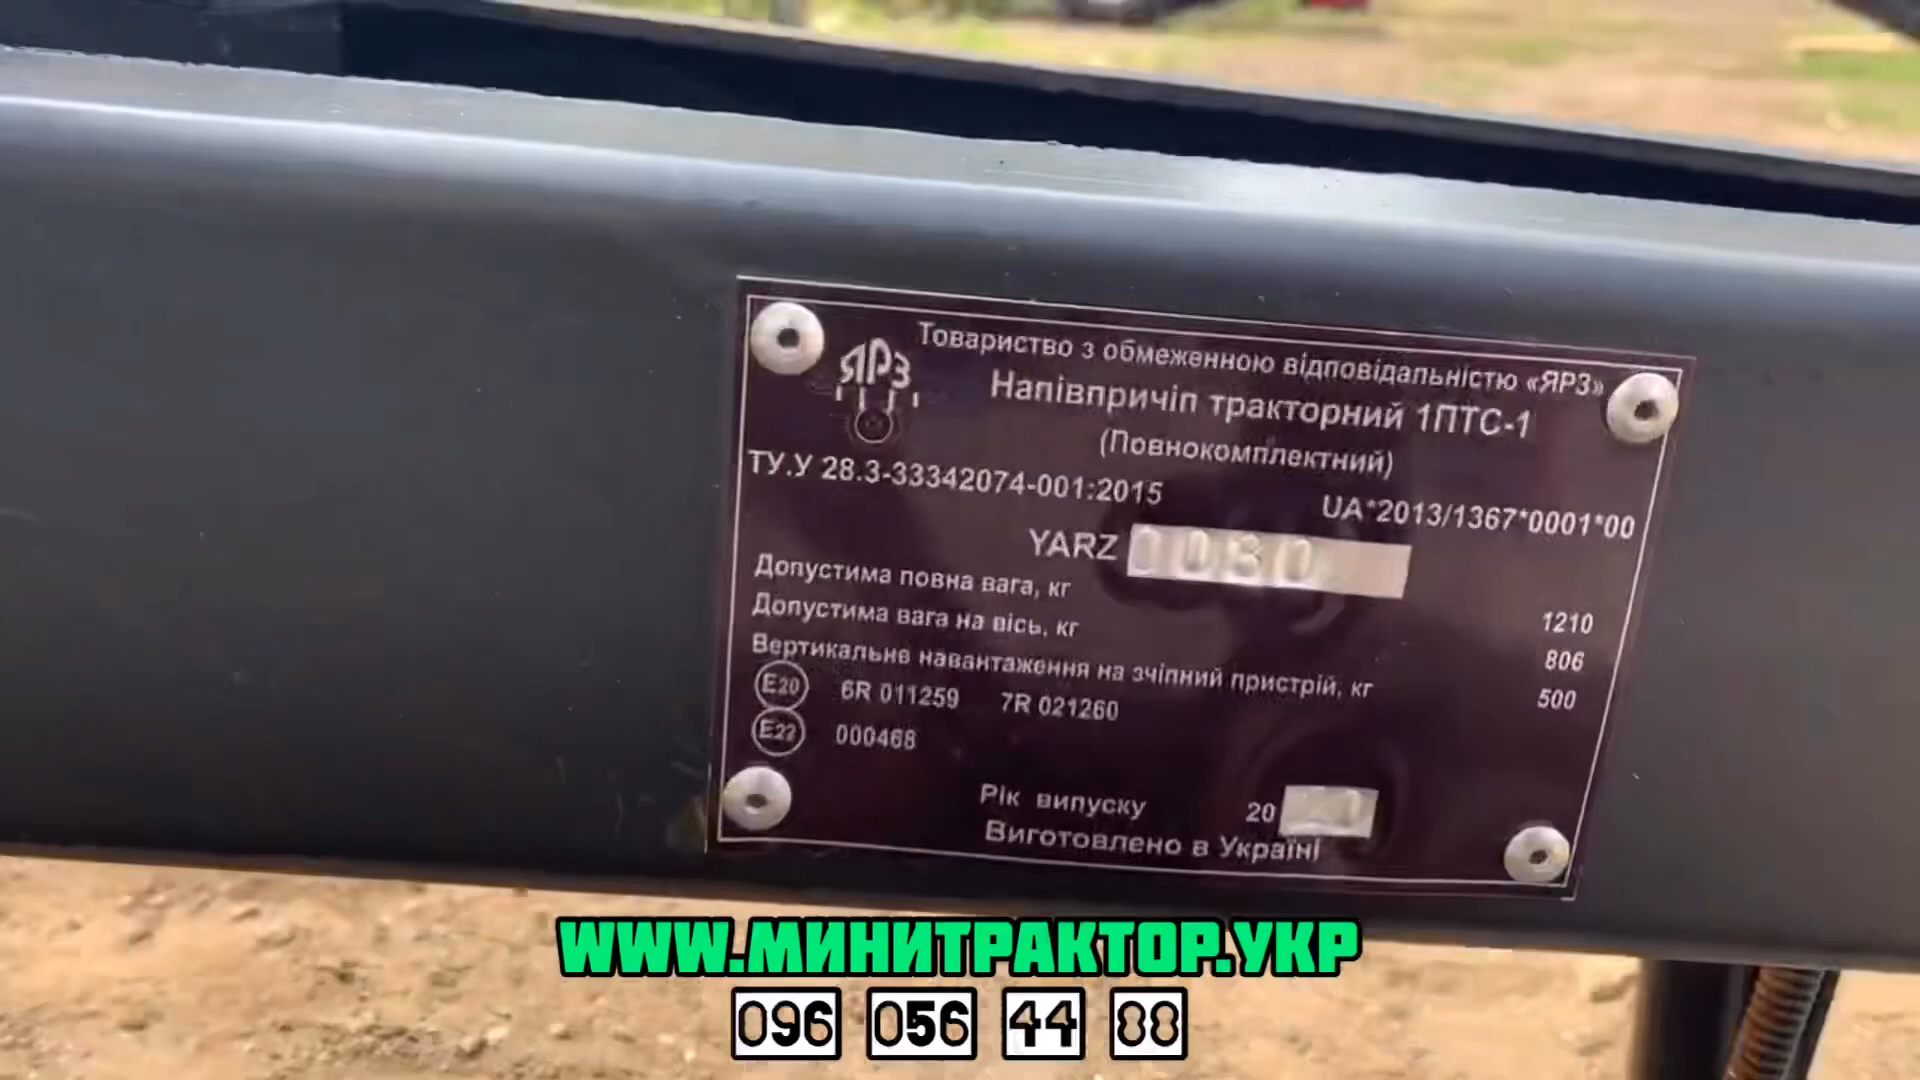 ЯРЗ
Товариство з обмеженною відповідальністю «ЯРЗ»
Напівпричіп тракторний 1ПТС-1
(Повнокомплектний)
ТУ.У 28.3-33342074-001:2015
UA*2013/1367*0001*00
YARZ
Допустима повна вага, кг 1210
Допустима вага на вісь, кг 806
Вертикальне навантаження на зчіпний пристрій, кг 500
E20 6R 011259 7R 021260
E22 000468
Рік випуску 20
Виготовлено в Україні
WWW.МИНИТРАКТОР.УКР
096 056 44 88